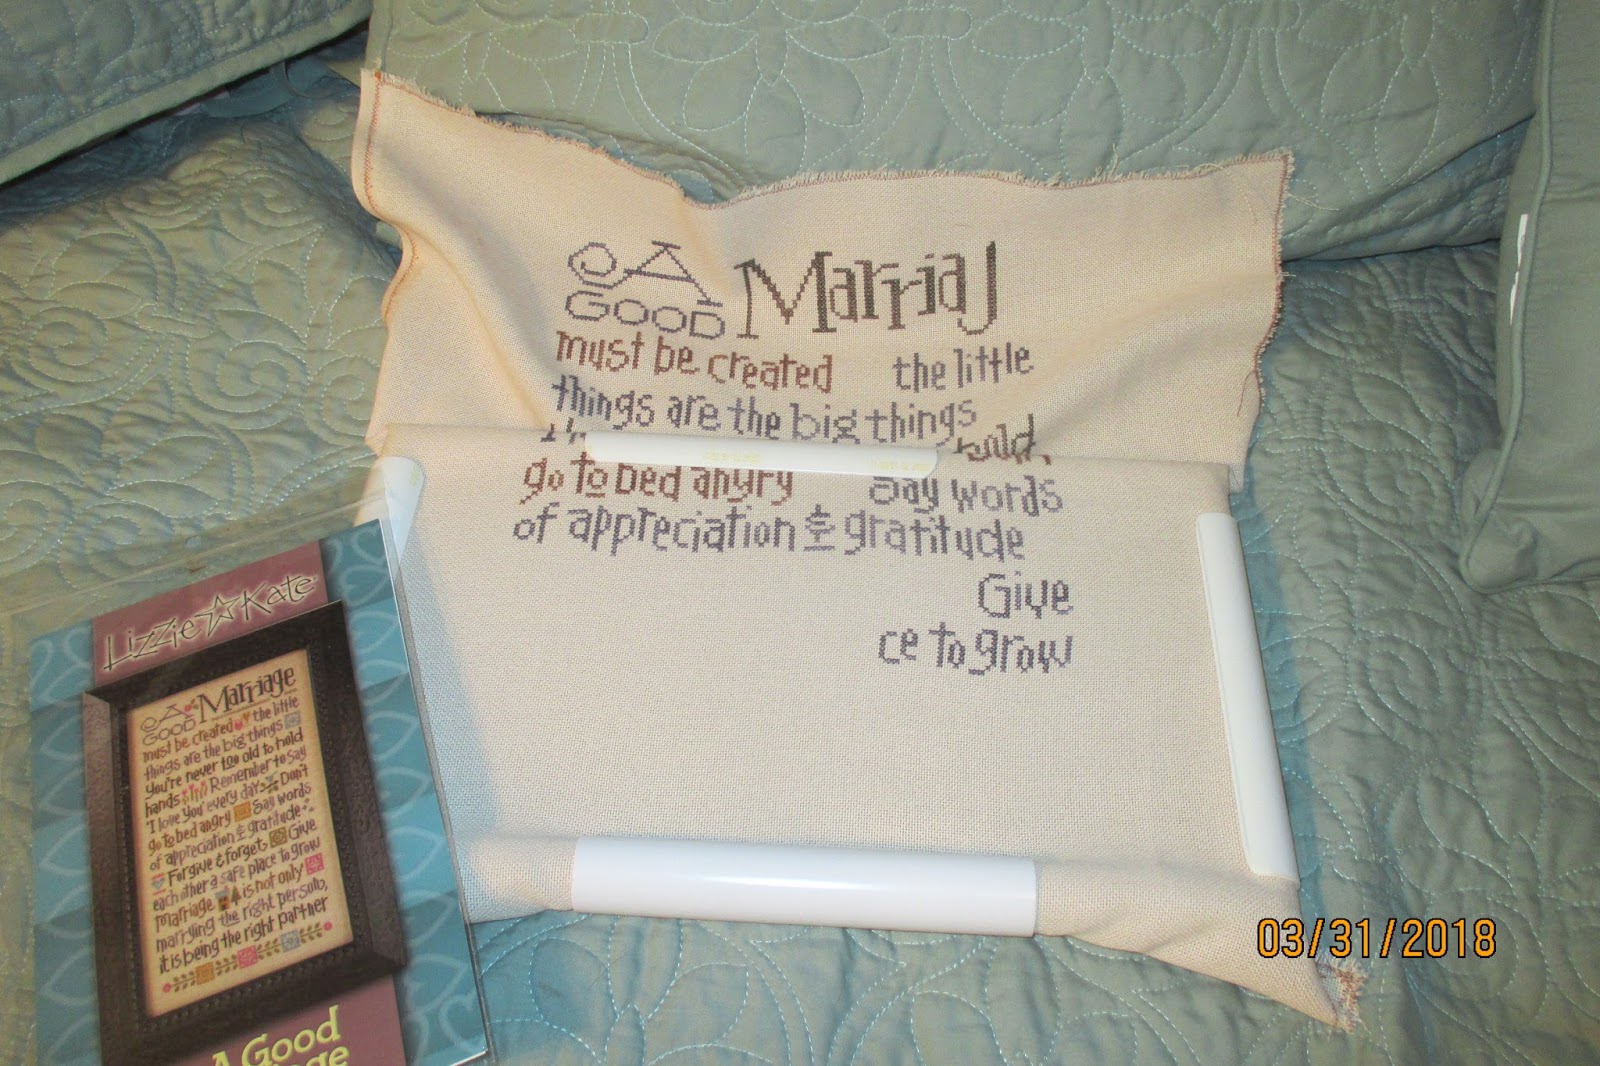 A
GOOD Marriaj
must be created the little
things are the big things
go to bed angry Say words
of appreciation & gratitude
Give
ce to grow
Lizzie Kate
A GOOD Marriage
must be created the little
things are the big things
you're never too old to hold
hands Remember to say
"I love you" every day Don't
go to bed angry Say words
of appreciation & gratitude
Forgive & forget Give
each other a safe place to grow
marriage is not only
marrying the right person,
it is being the right partner
A Good
03/31/2018